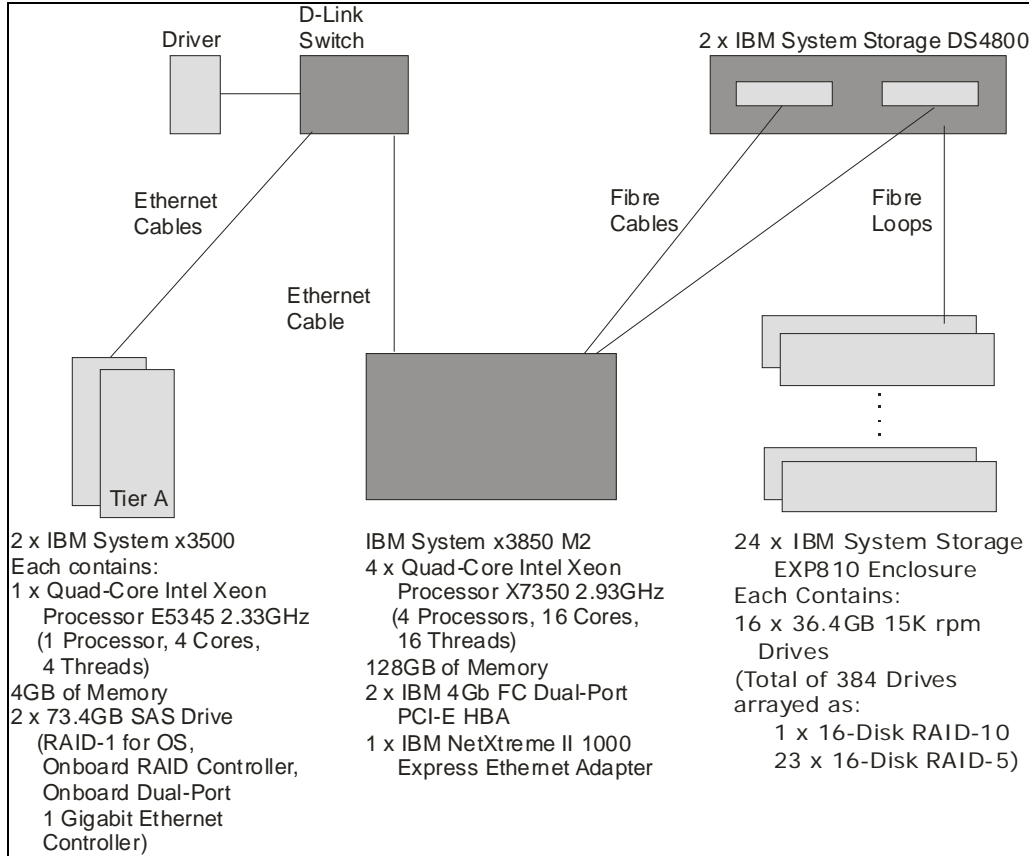 D-Link
Switch
Driver
2 x IBM System Storage DS4800
Ethernet
Cables
Fibre
Cables
Fibre
Loops
Ethernet
Cable
Tier A
2 x IBM System x3500
Each contains:
1 x Quad-Core Intel Xeon
Processor E5345 2.33GHz
(1 Processor, 4 Cores,
4 Threads)
4GB of Memory
2 x 73.4GB SAS Drive
(RAID-1 for OS,
Onboard RAID Controller,
Onboard Dual-Port
1 Gigabit Ethernet
Controller)
IBM System x3850 M2
4 x Quad-Core Intel Xeon
Processor X7350 2.93GHz
(4 Processors, 16 Cores,
16 Threads)
128GB of Memory
2 x IBM 4Gb FC Dual-Port
PCI-E HBA
1 x IBM NetXtreme II 1000
Express Ethernet Adapter
24 x IBM System Storage
EXP810 Enclosure
Each Contains:
16 x 36.4GB 15K rpm
Drives
(Total of 384 Drives
arrayed as:
1 x 16-Disk RAID-10
23 x 16-Disk RAID-5)